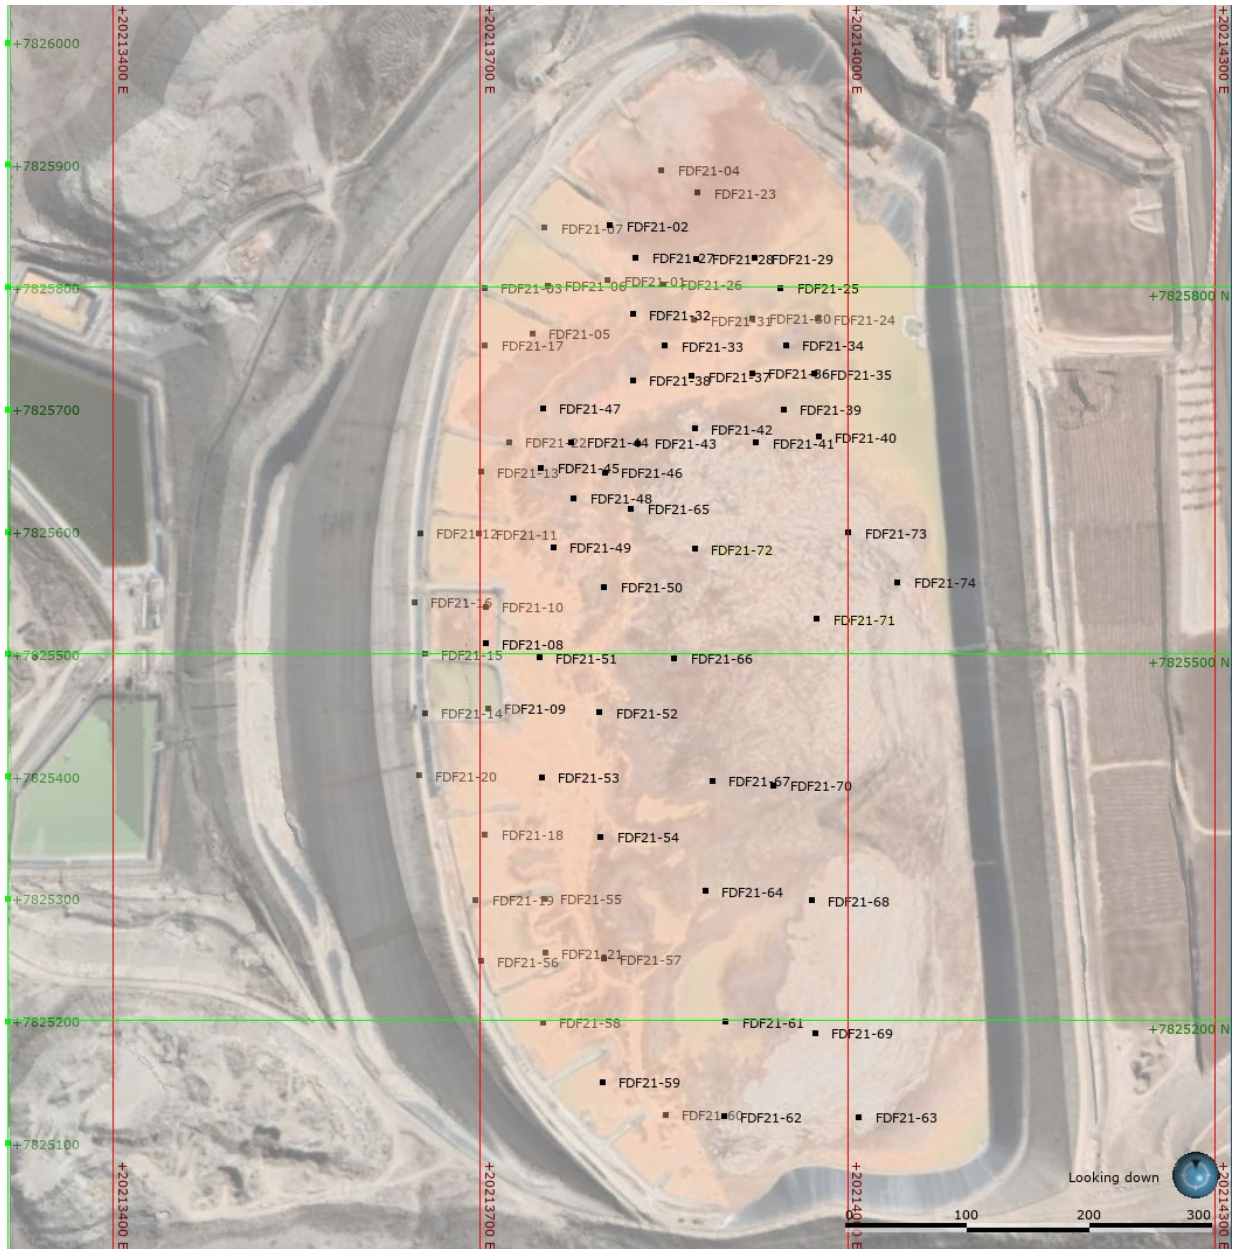 +20213400 E
+20213700 E
+20214000 E
+20214300 E
+7826000
+7825900
FDF21-04
FDF21-23
FDF21-07
FDF21-02
FDF21-27
FDF21-28
FDF21-29
+7825800
FDF21-03
FDF21-06
FDF21-01
FDF21-26
FDF21-25
+7825800 N
FDF21-32
FDF21-31
FDF21-30
FDF21-24
FDF21-05
FDF21-17
FDF21-33
FDF21-34
FDF21-38
FDF21-37
FDF21-36
FDF21-35
+7825700
FDF21-47
FDF21-39
FDF21-42
FDF21-22
FDF21-44
FDF21-43
FDF21-41
FDF21-40
FDF21-13
FDF21-45
FDF21-46
FDF21-48
FDF21-65
+7825600
FDF21-12
FDF21-11
FDF21-73
FDF21-49
FDF21-72
FDF21-50
FDF21-74
FDF21-16
FDF21-10
FDF21-71
FDF21-08
+7825500
FDF21-15
FDF21-51
FDF21-66
+7825500 N
FDF21-14
FDF21-09
FDF21-52
+7825400
FDF21-20
FDF21-53
FDF21-67
FDF21-70
FDF21-18
FDF21-54
FDF21-64
+7825300
FDF21-19
FDF21-55
FDF21-68
FDF21-56
FDF21-21
FDF21-57
+7825200
FDF21-58
FDF21-61
FDF21-69
+7825200 N
FDF21-59
FDF21-60
FDF21-62
FDF21-63
+7825100
Looking down
+20213400 E
+20213700 E
+20214000 E
+20214300 E
0 100 200 300